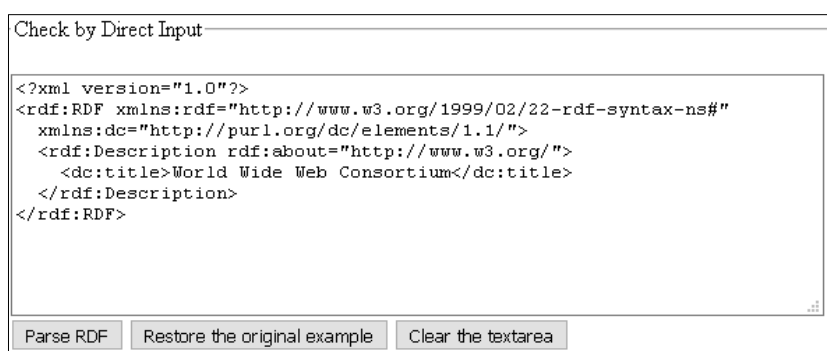 Check by Direct Input
<?xml version="1.0"?>
<rdf:RDF xmlns:rdf="http://www.w3.org/1999/02/22-rdf-syntax-ns#"
  xmlns:dc="http://purl.org/dc/elements/1.1/">
  <rdf:Description rdf:about="http://www.w3.org/">
    <dc:title>World Wide Web Consortium</dc:title>
  </rdf:Description>
</rdf:RDF>
Parse RDF Restore the original example Clear the textarea